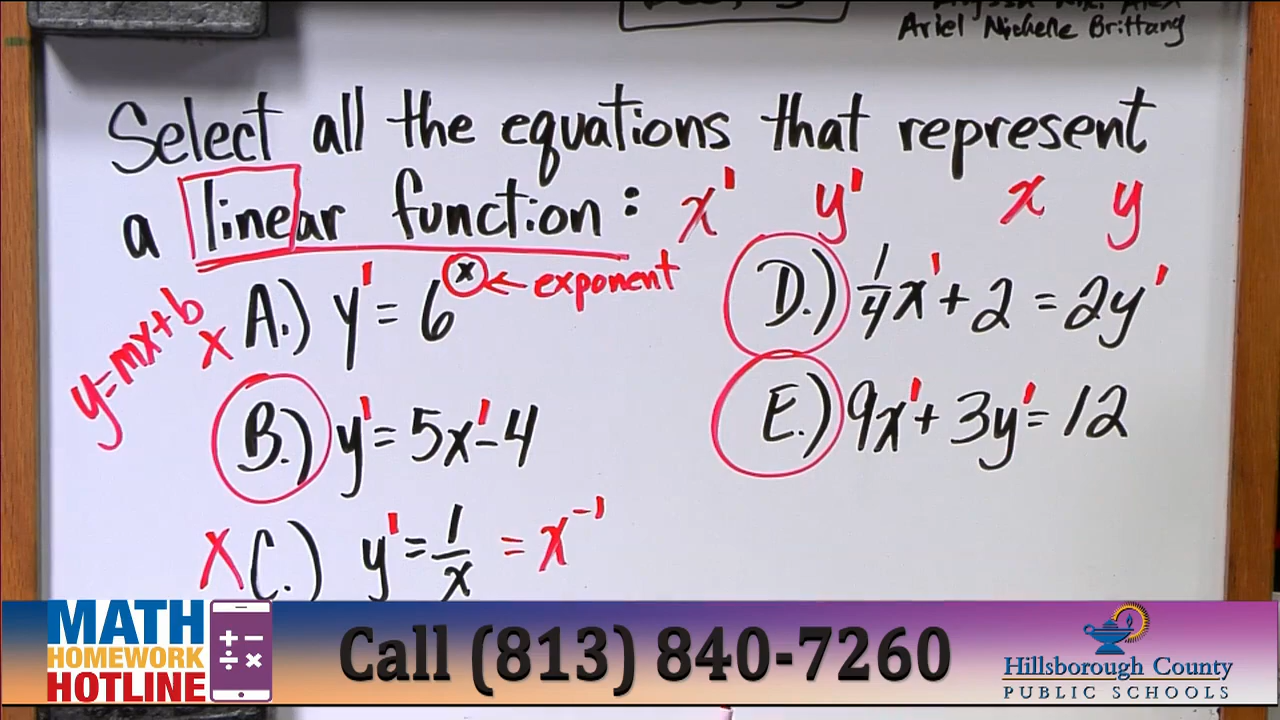 Ariel Nichelle Brittany
Select all the equations that represent
a linear function:
x¹ y¹ x y
y=mx+b
x A.) y¹ = 6ˣ ← exponent
B.) y¹ = 5x¹ - 4
x C.) y¹ = 1/x = x⁻¹
D.) 1/4 x¹ + 2 = 2y¹
E.) 9x¹ + 3y¹ = 12
MATH
HOMEWORK
HOTLINE
+ −
÷ ×
Call (813) 840-7260
Hillsborough County
PUBLIC SCHOOLS